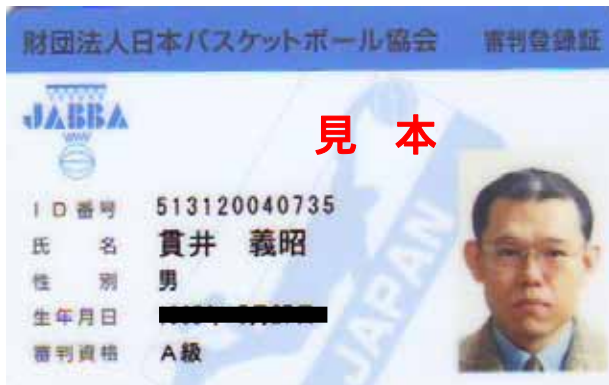 財団法人日本バスケットボール協会 審判登録証
JABBA
見 本
JAPAN
ID番号 513120040735
氏 名 貫井 義昭
性 別 男
生年月日
審判資格 A級